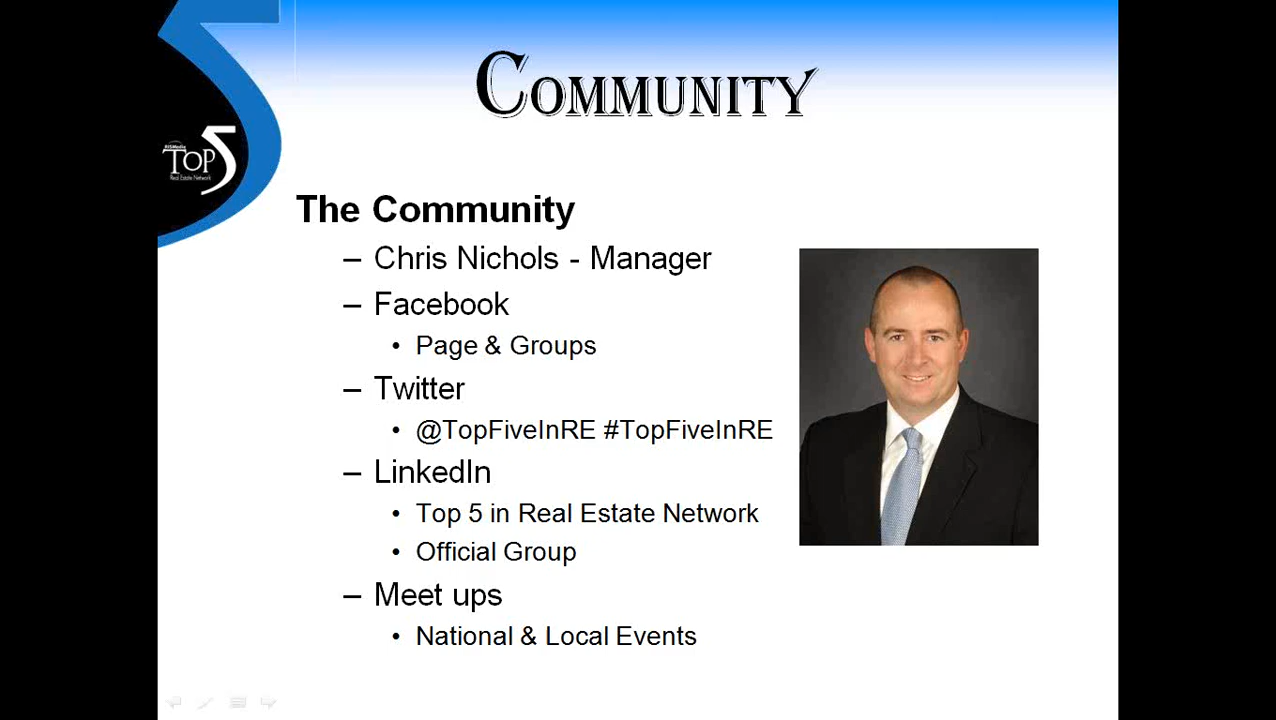 Community
RISMedia
Top 5
Real Estate Network
The Community
– Chris Nichols - Manager
– Facebook
• Page & Groups
– Twitter
• @TopFiveInRE #TopFiveInRE
– LinkedIn
• Top 5 in Real Estate Network
• Official Group
– Meet ups
• National & Local Events